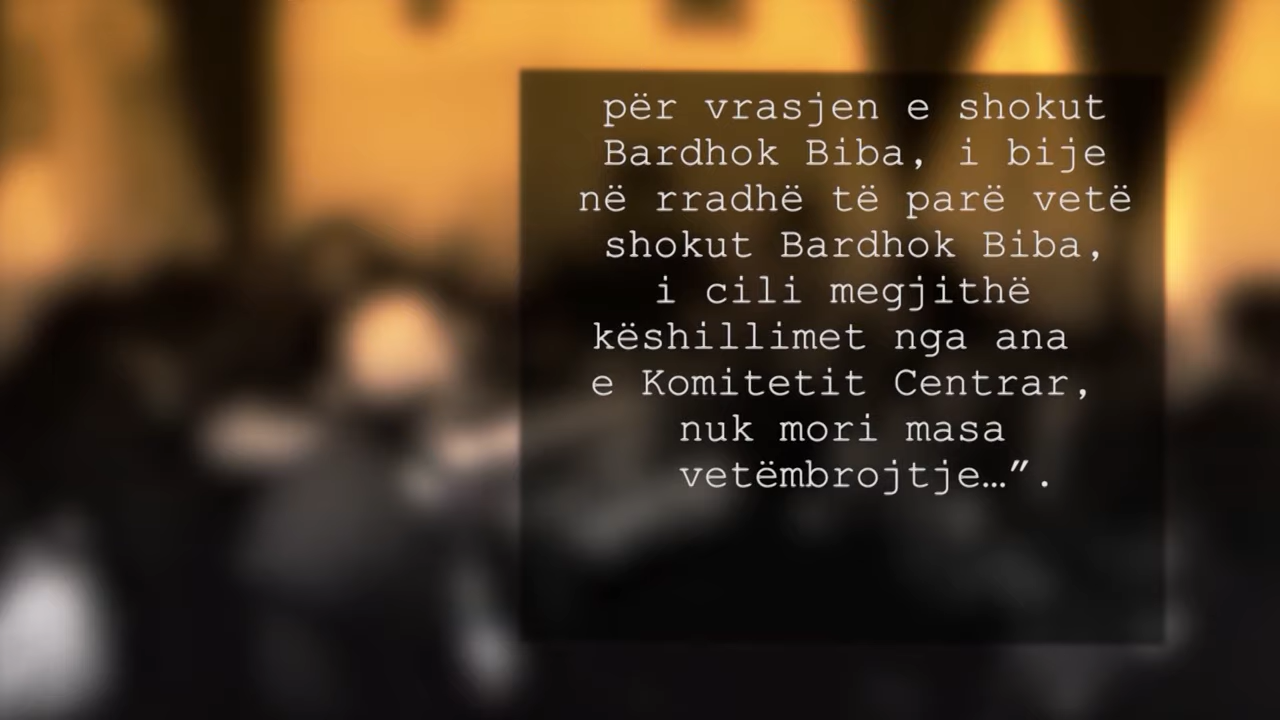 për vrasjen e shokut
Bardhok Biba, i bije
në rradhë të parë vetë
shokut Bardhok Biba,
i cili megjithë
këshillimet nga ana
e Komitetit Centrar,
nuk mori masa
vetëmbrojtje…”.